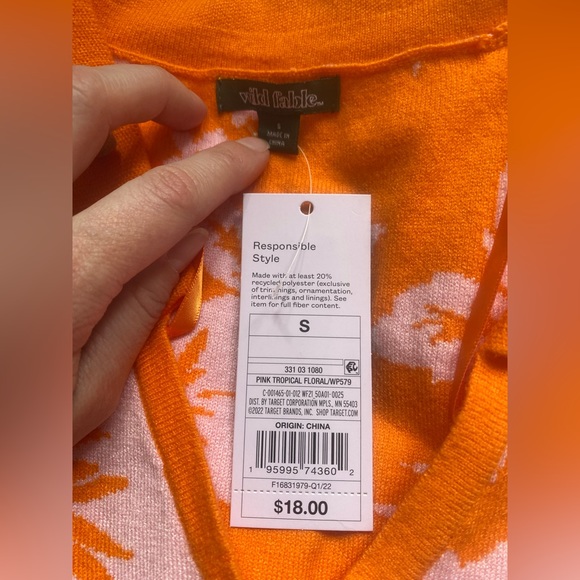 wild fable™
S
MADE IN
CHINA
Responsible
Style
Made with at least 20%
recycled polyester (exclusive
of trimmings, ornamentation,
interlinings and linings). See
item for full fiber content.
S
331 03 1080
PINK TROPICAL FLORAL/WP579
C-001465-01-012 WFZ1_50A01-0025
DIST. BY TARGET CORPORATION MPLS., MN 55403
©2022 TARGET BRANDS, INC. SHOP TARGET.COM
ORIGIN: CHINA
1 95995 74360 2
F16831979-Q1/22
$18.00